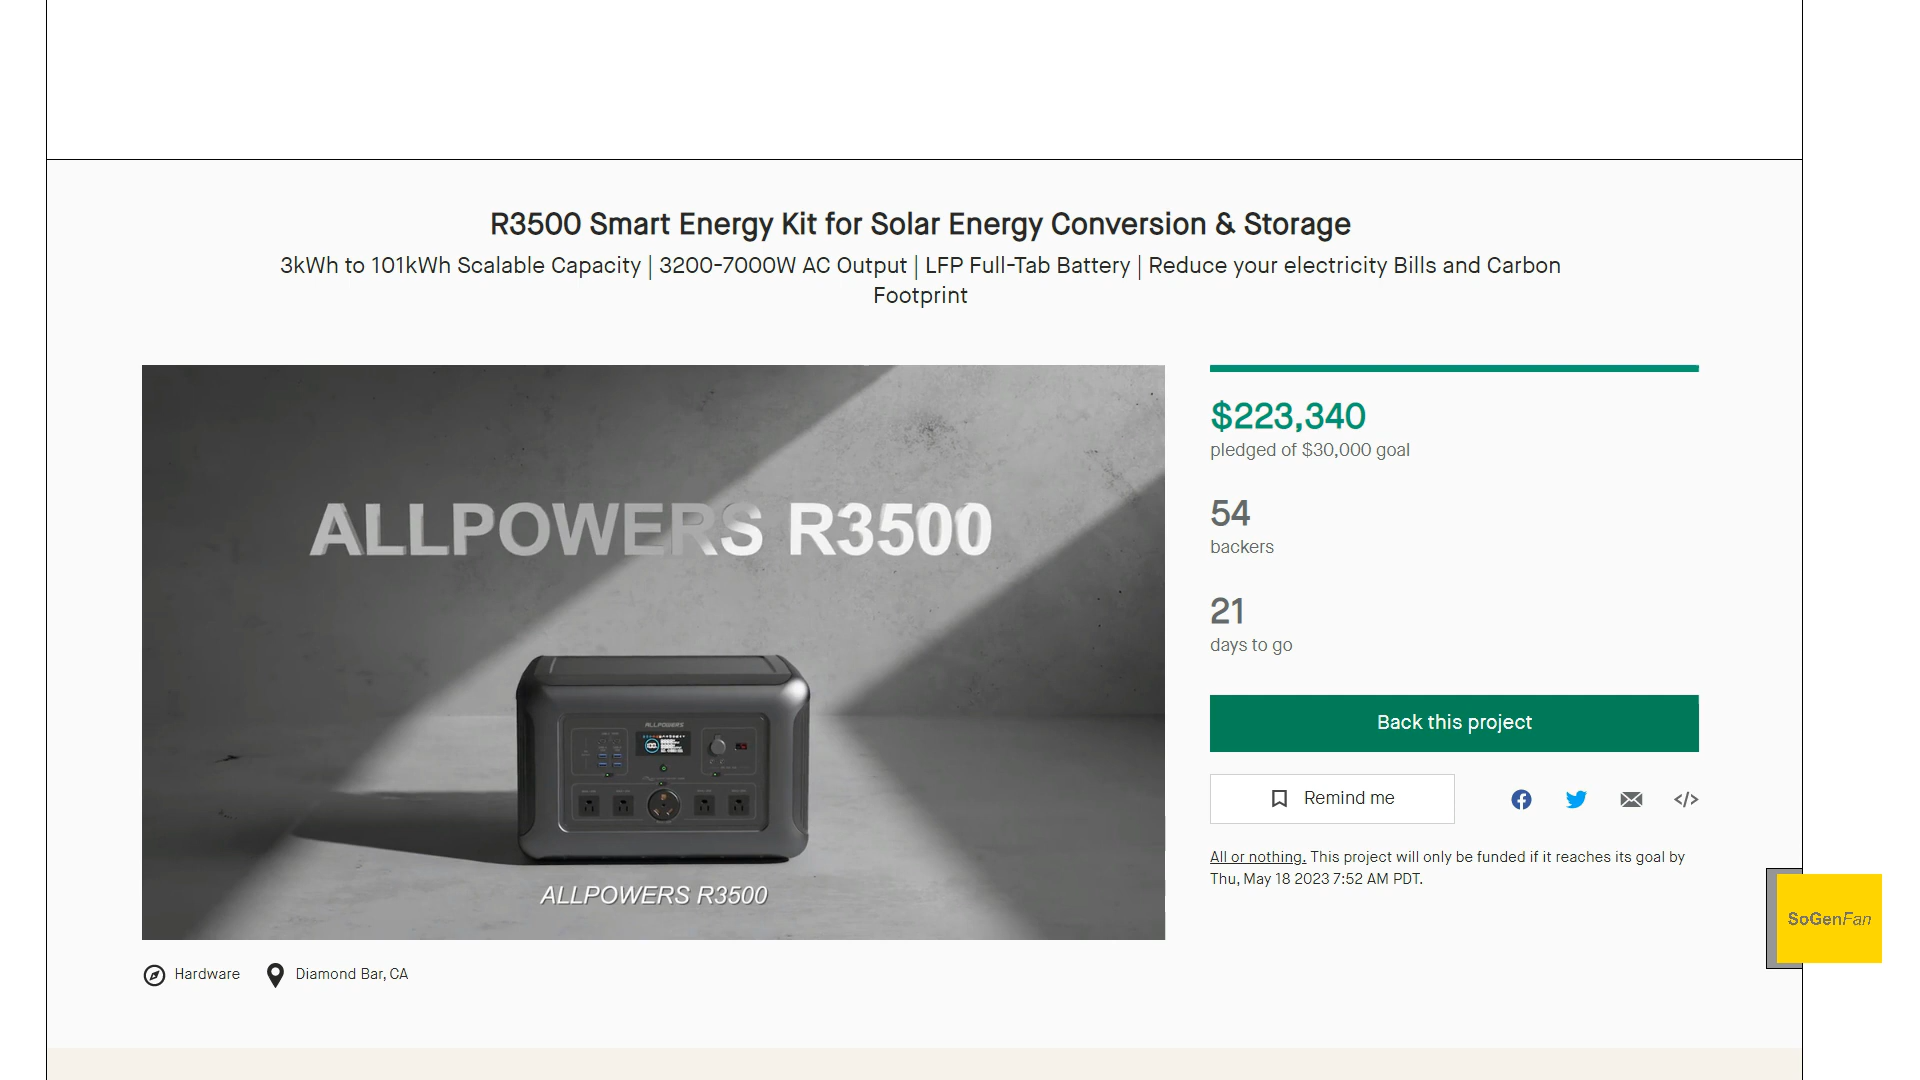 R3500 Smart Energy Kit for Solar Energy Conversion & Storage
3kWh to 101kWh Scalable Capacity | 3200-7000W AC Output | LFP Full-Tab Battery | Reduce your electricity Bills and Carbon
Footprint
ALLPOWERS R3500
ALLPOWERS
ALLPOWERS R3500
$223,340
pledged of $30,000 goal
54
backers
21
days to go
Back this project
Remind me
</>
All or nothing. This project will only be funded if it reaches its goal by
Thu, May 18 2023 7:52 AM PDT.
SoGenFan
Hardware
Diamond Bar, CA